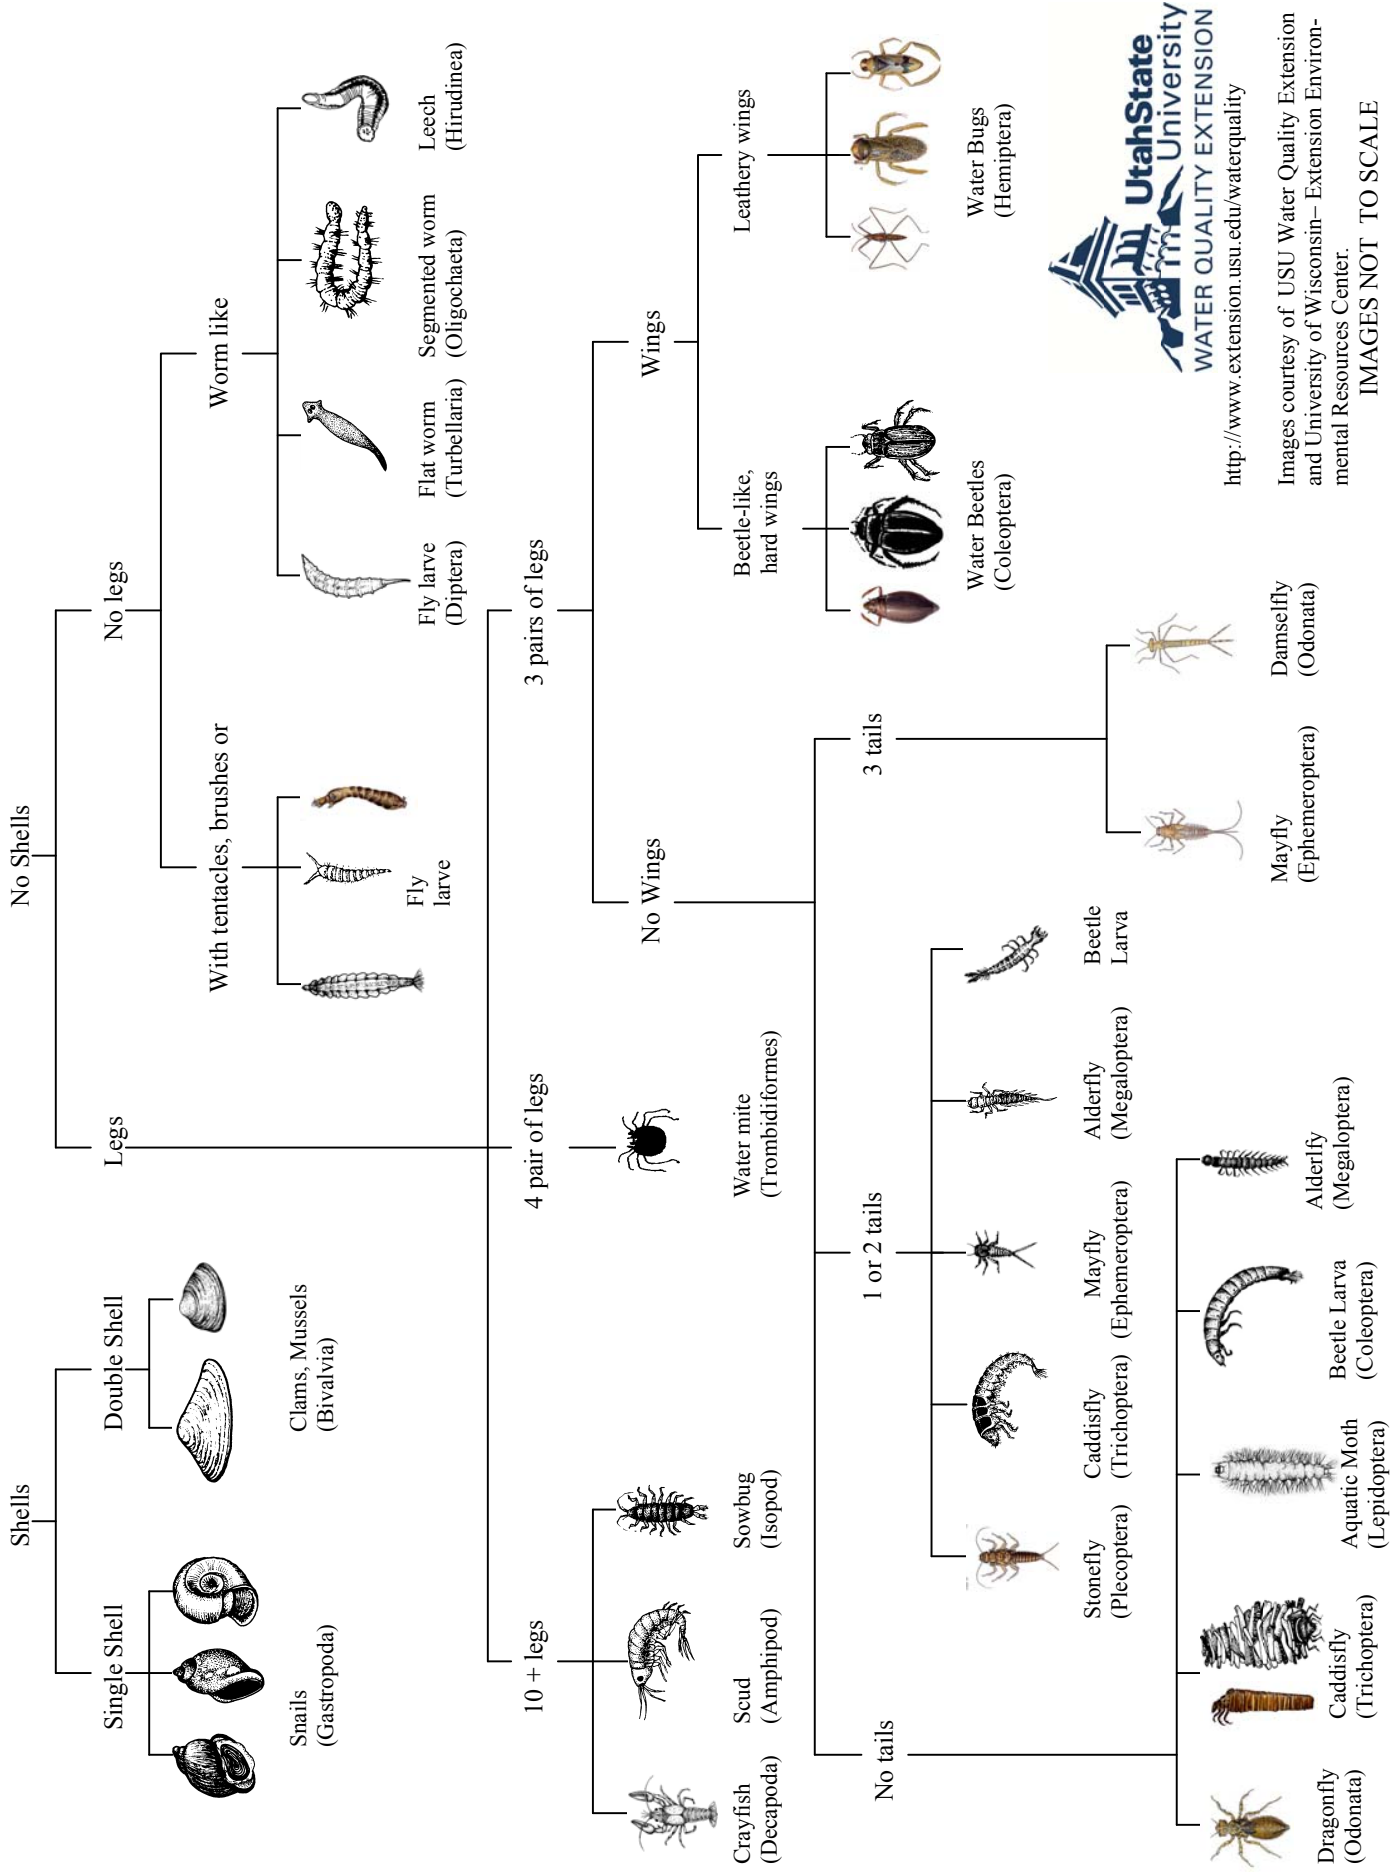 Shells
No Shells
Single Shell
Double Shell
Legs
No legs
Snails
(Gastropoda)
Clams, Mussels
(Bivalvia)
With tentacles, brushes or
Worm like
Fly
larve
Fly larve
(Diptera)
Flat worm
(Turbellaria)
Segmented worm
(Oligochaeta)
Leech
(Hirudinea)
10 + legs
4 pair of legs
3 pairs of legs
Crayfish
(Decapoda)
Scud
(Amphipod)
Sowbug
(Isopod)
Water mite
(Trombidiformes)
No Wings
Wings
Beetle-like,
hard wings
Leathery wings
Water Beetles
(Coleoptera)
Water Bugs
(Hemiptera)
No tails
1 or 2 tails
3 tails
Stonefly
(Plecoptera)
Caddisfly
(Trichoptera)
Mayfly
(Ephemeroptera)
Alderfly
(Megaloptera)
Beetle
Larva
Mayfly
(Ephemeroptera)
Damselfly
(Odonata)
Dragonfly
(Odonata)
Caddisfly
(Trichoptera)
Aquatic Moth
(Lepidoptera)
Beetle Larva
(Coleoptera)
Alderlfy
(Megaloptera)
UtahState
University
WATER QUALITY EXTENSION
http://www.extension.usu.edu/waterquality
Images courtesy of USU Water Quality Extension
and University of Wisconsin– Extension Environ-
mental Resources Center.
IMAGES NOT TO SCALE